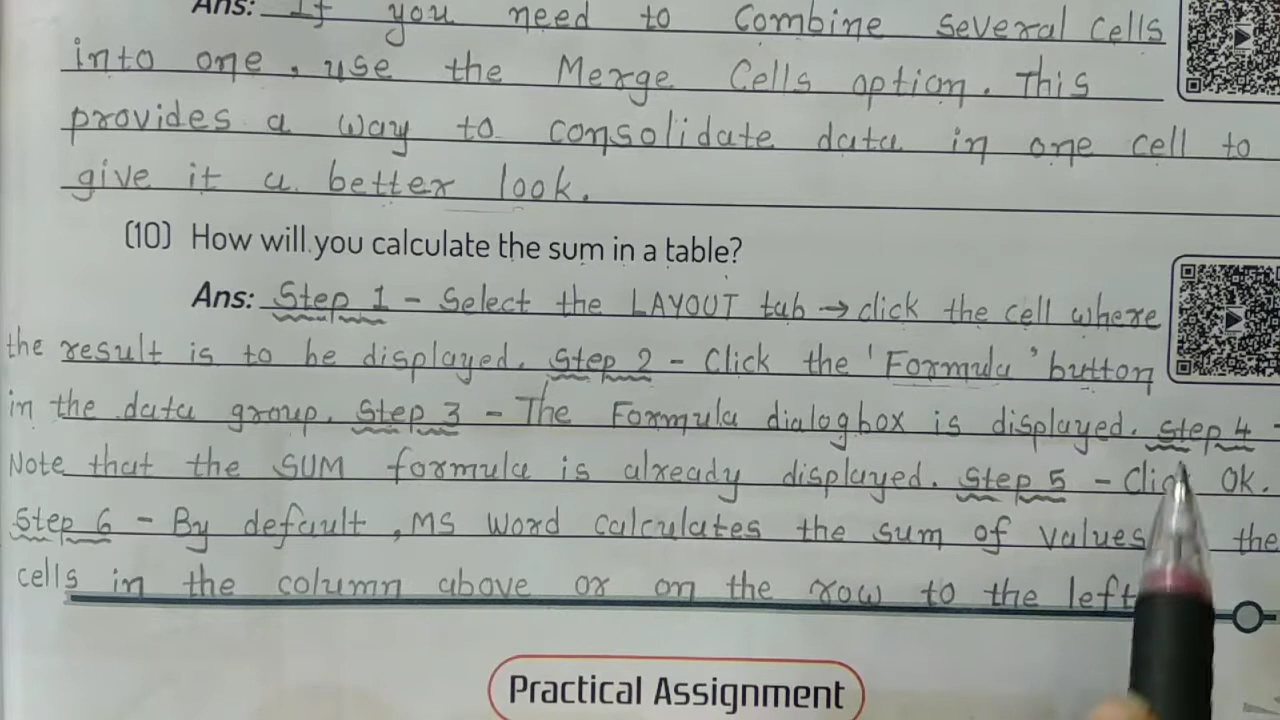 Ans: If you need to combine several cells
into one, use the Merge Cells option. This
provides a way to consolidate data in one cell to
give it a better look.
(10) How will you calculate the sum in a table?
Ans: Step 1 - Select the LAYOUT tab → click the cell where
the result is to be displayed. Step 2 - Click the 'Formula' button
in the data group. Step 3 - The Formula dialogbox is displayed. Step 4 -
Note that the SUM formula is already displayed. Step 5 - Click Ok.
Step 6 - By default, MS Word calculates the sum of values the
cells in the column above or on the row to the left
Practical Assignment